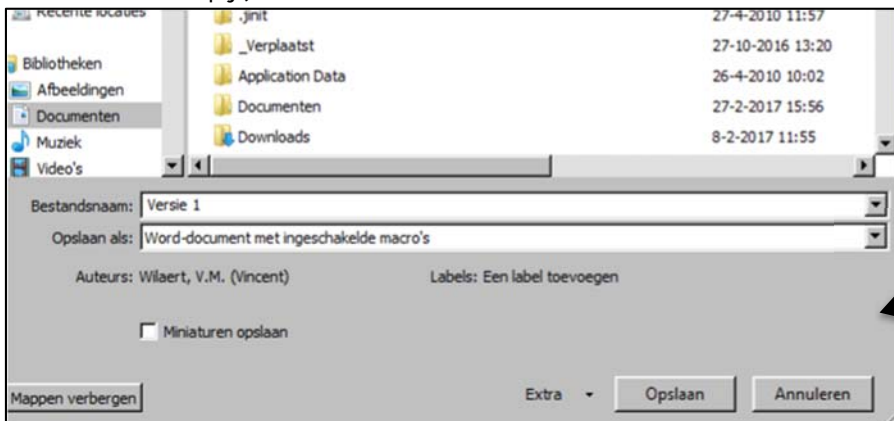 Recente locaties
Bibliotheken
Afbeeldingen
Documenten
Muziek
Video's
.jinit 27-4-2010 11:57
_Verplaatst 27-10-2016 13:20
Application Data 26-4-2010 10:02
Documenten 27-2-2017 15:56
Downloads 8-2-2017 11:55
Bestandsnaam: Versie 1
Opslaan als: Word-document met ingeschakelde macro's
Auteurs: Wilaert, V.M. (Vincent) Labels: Een label toevoegen
Miniaturen opslaan
Mappen verbergen Extra Opslaan Annuleren